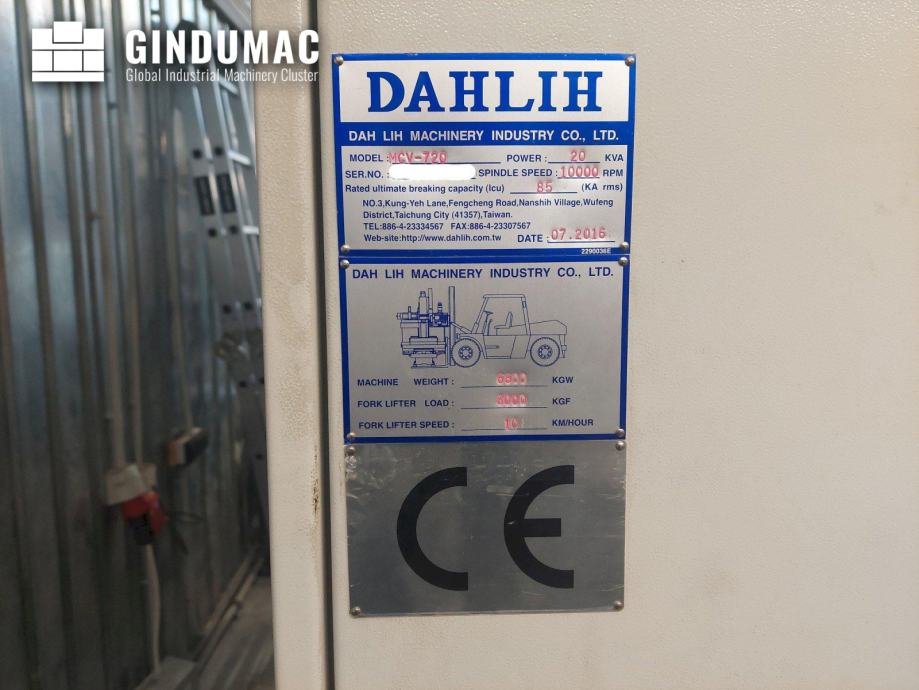 GINDUMAC
Global Industrial Machinery Cluster
DAHLIH
DAH LIH MACHINERY INDUSTRY CO., LTD.
MODEL: MCV-720 POWER: 20 KVA
SER.NO.: SPINDLE SPEED: 10000 RPM
Rated ultimate breaking capacity (Icu) 85 (KA rms)
NO.3,Kung-Yeh Lane,Fengcheng Road,Nanshih Village,Wufeng
District,Taichung City (41357),Taiwan.
TEL:886-4-23334567 FAX:886-4-23307567
Web-site:http://www.dahlih.com.tw DATE: 07.2016
2290036E
DAH LIH MACHINERY INDUSTRY CO., LTD.
MACHINE WEIGHT: KGW
FORK LIFTER LOAD: 8000 KGF
FORK LIFTER SPEED: 10 KM/HOUR
CE